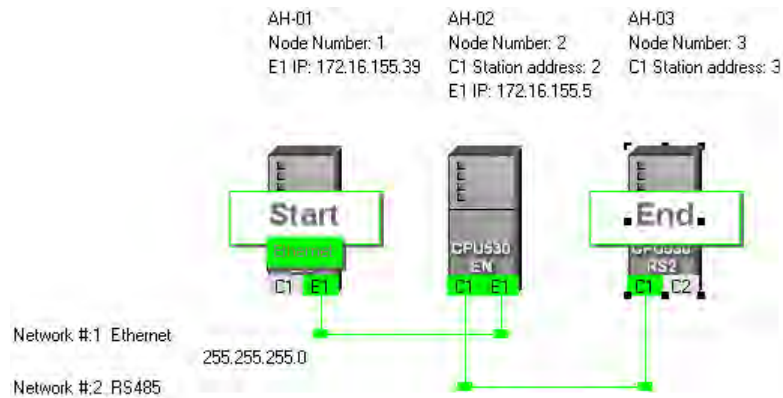 AH-01 AH-02 AH-03
Node Number: 1 Node Number: 2 Node Number: 3
E1 IP: 172.16.155.39 C1 Station address: 2 C1 Station address: 3
E1 IP: 172.16.155.5
Start End
Ethernet CPU530 CPU530
EN RS2
C1 E1 C1 E1 C1 C2
Network #:1 Ethernet
255.255.255.0
Network #:2 RS485